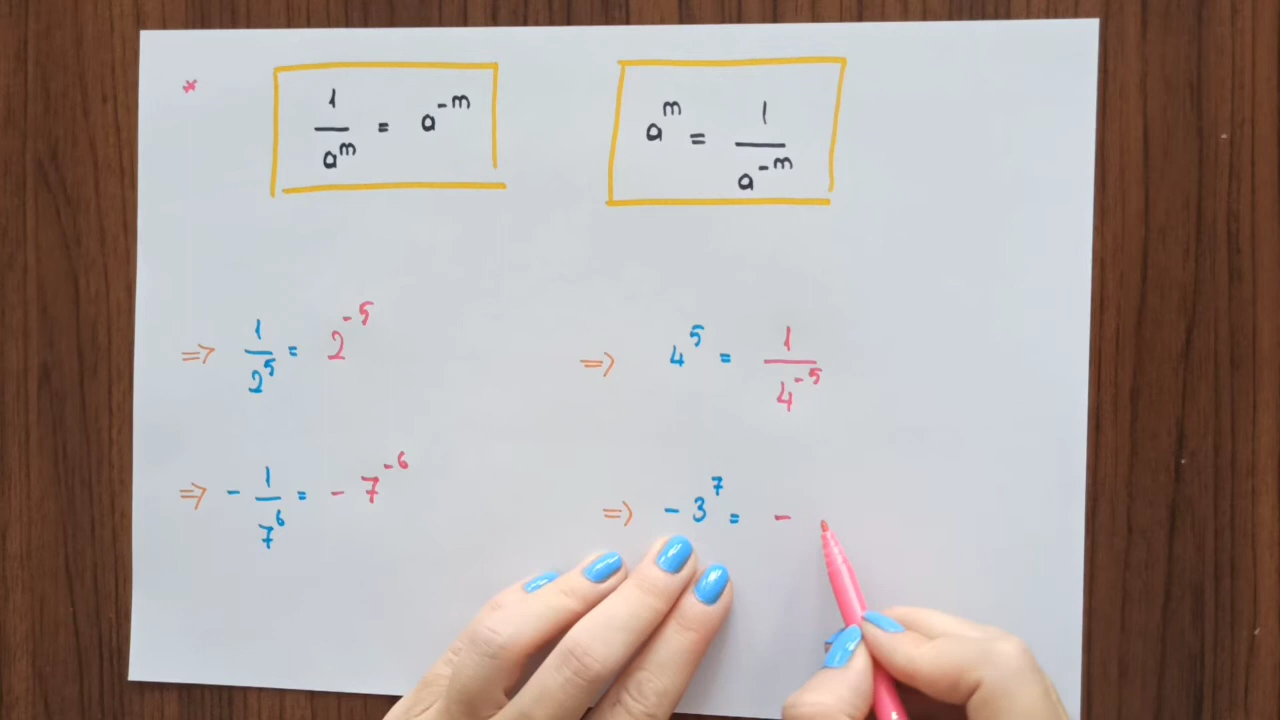 * 1/a^m = a^-m
a^m = 1/a^-m
⇒ 1/2^5 = 2^-5
⇒ 4^5 = 1/4^-5
⇒ - 1/7^6 = - 7^-6
⇒ - 3^7 = -